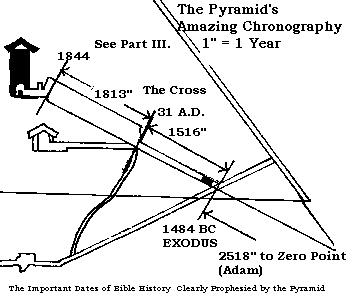 The Pyramid's
Amazing Chronography
1" = 1 Year
See Part III.
1844
1813"
The Cross
31 A.D.
1516"
1484 BC
EXODUS
2518" to Zero Point
(Adam)
The Important Dates of Bible History Clearly Prophesied by the Pyramid